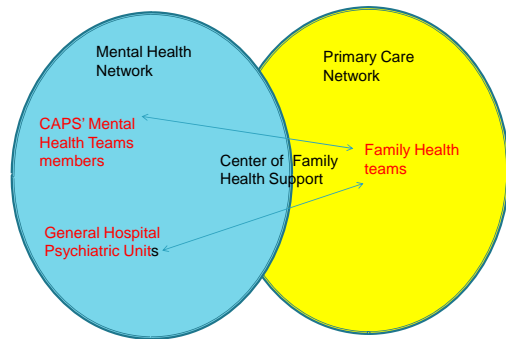 Mental Health
Network
CAPS' Mental
Health Teams
members
General Hospital
Psychiatric Units
Center of Family
Health Support
Primary Care
Network
Family Health
teams